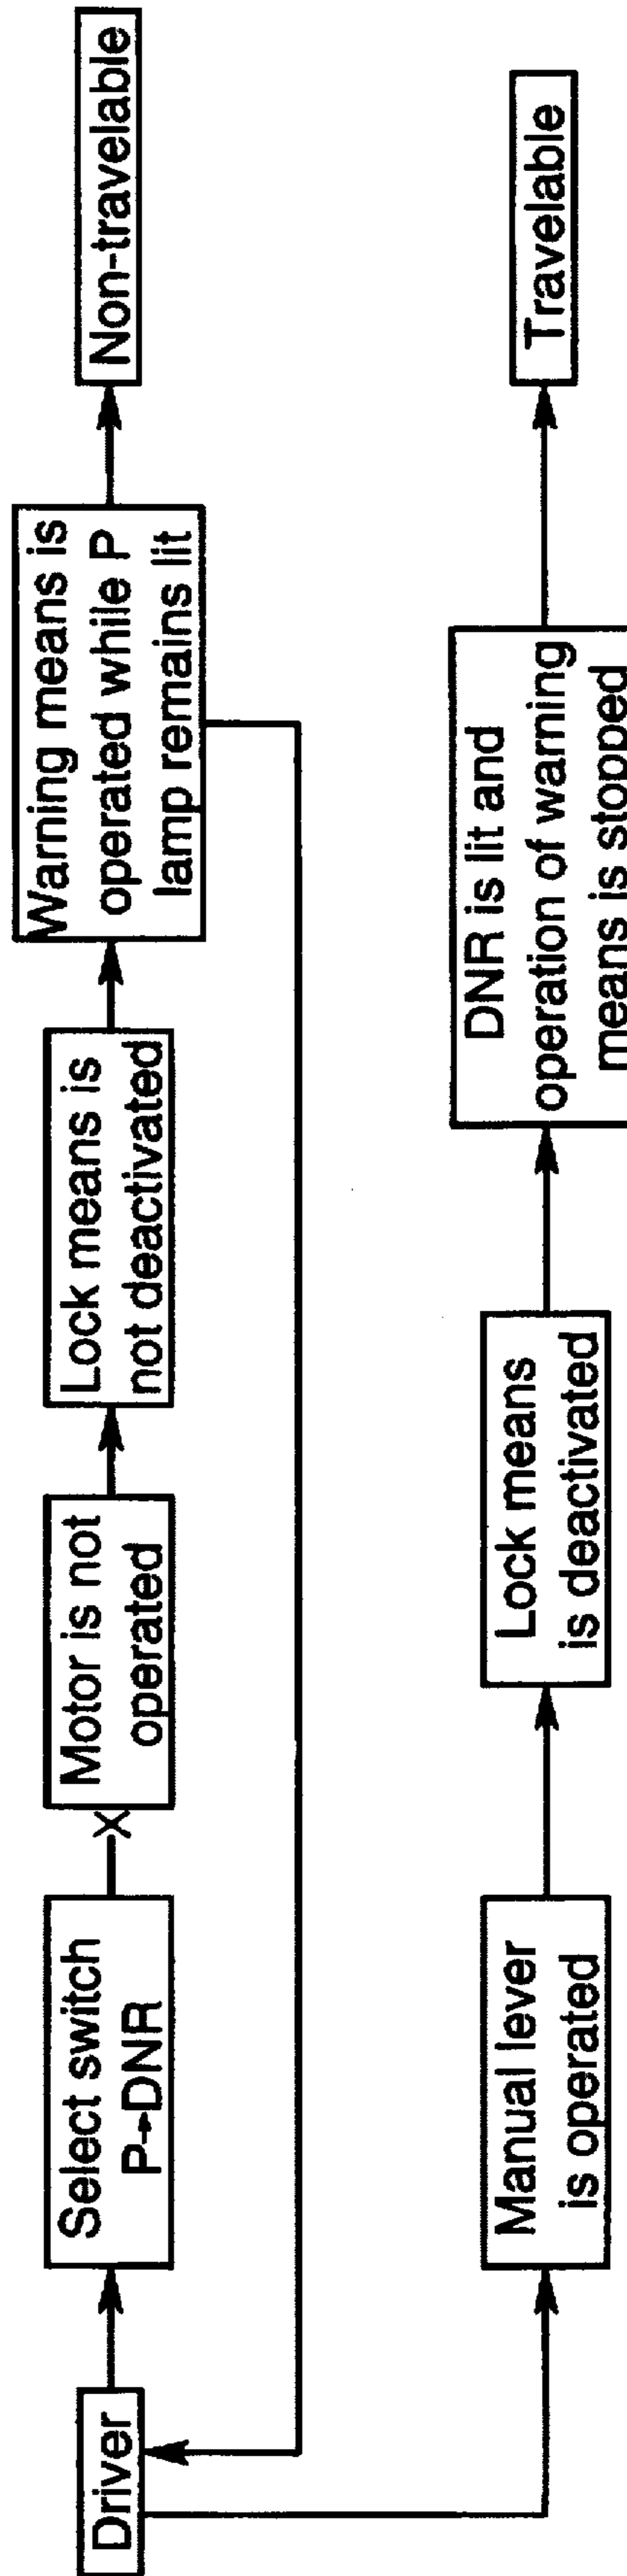 Driver
Select switch
P→DNR
X
Motor is not
operated
Lock means is
not deactivated
Warning means is
operated while P
lamp remains lit
Non-travelable
Manual lever
is operated
Lock means
is deactivated
DNR is lit and
operation of warning
means is stopped
Travelable